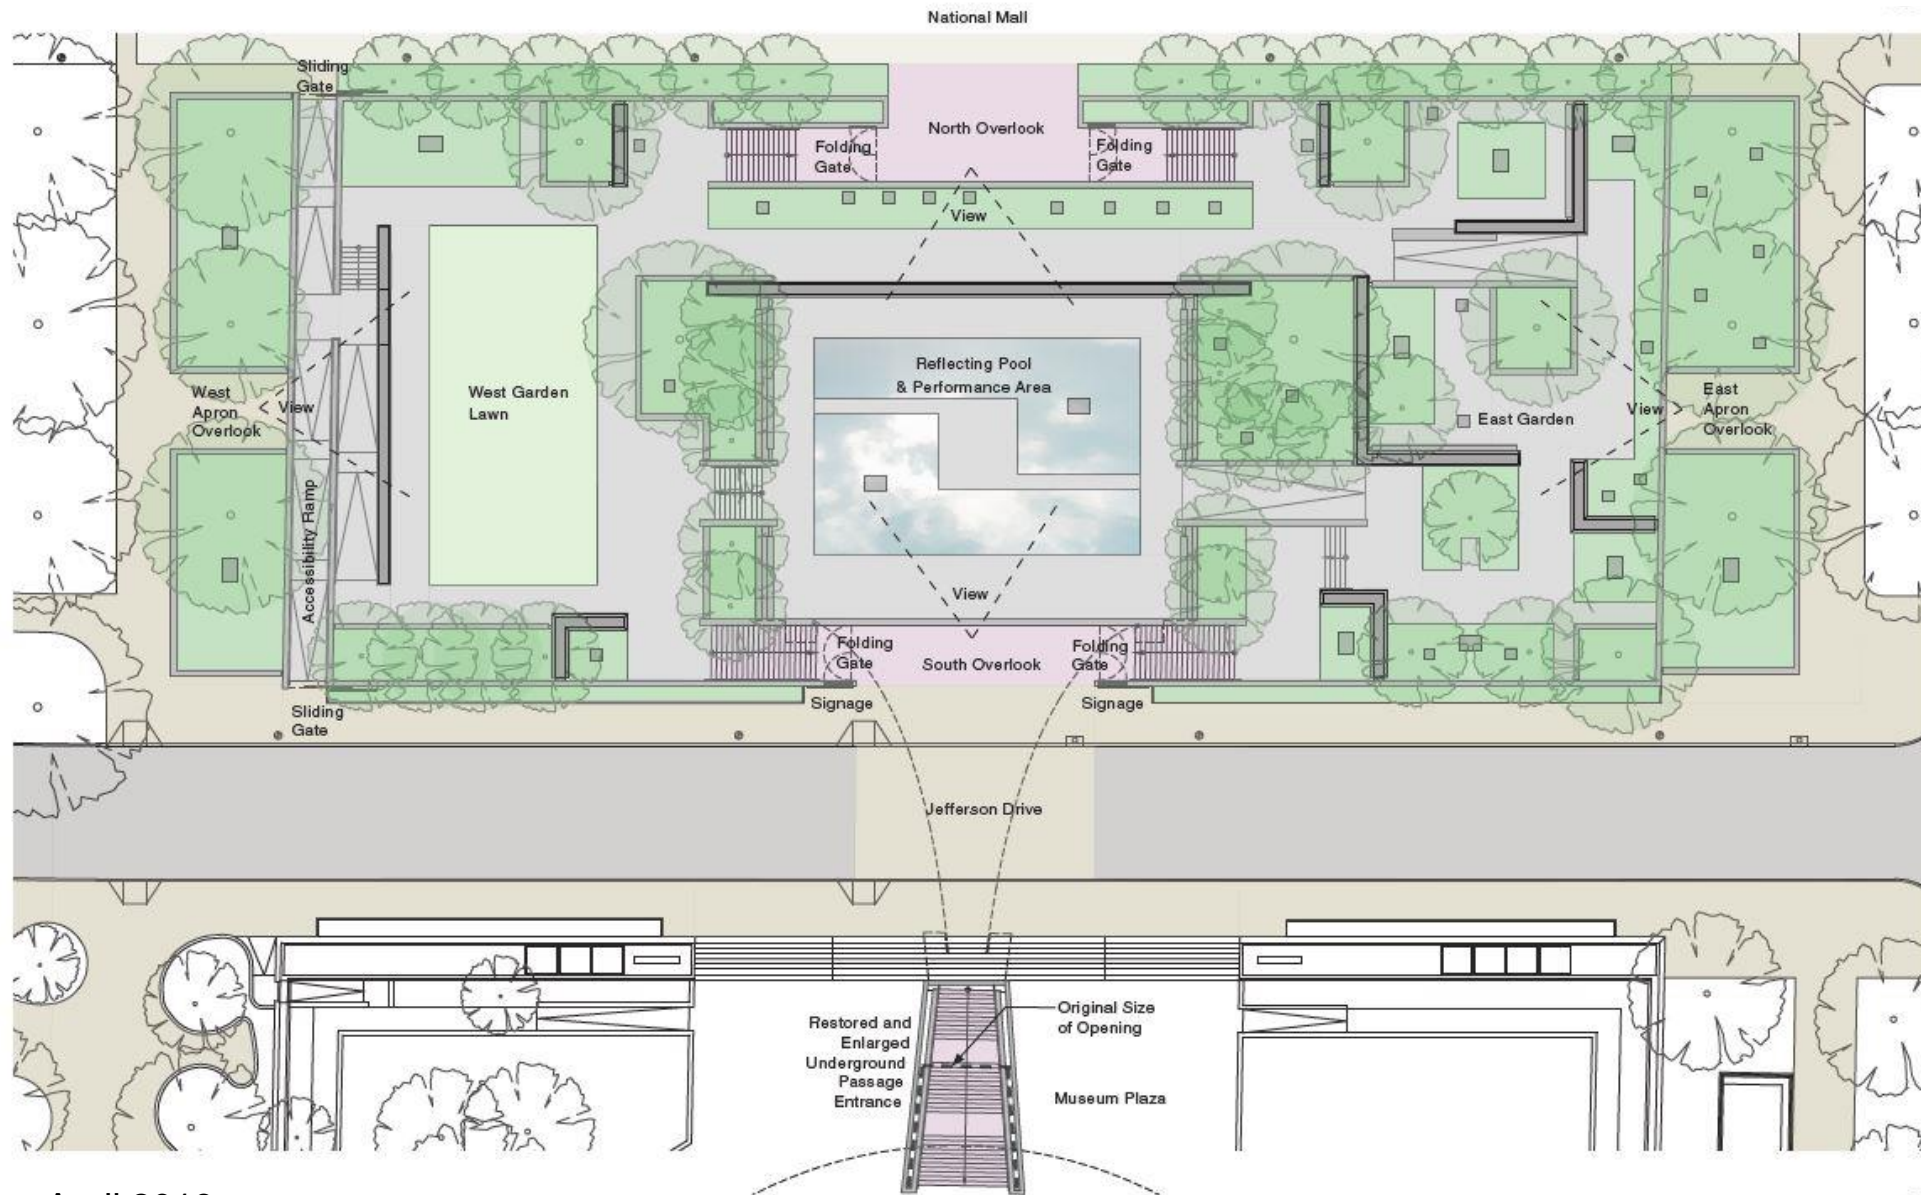 National Mall
Sliding
Gate
North Overlook
Folding
Gate
Folding
Gate
View
Reflecting Pool
& Performance Area
West
Apron
Overlook
View
West Garden
Lawn
East Garden
View
East
Apron
Overlook
Accessibility Ramp
View
Folding
Gate
South Overlook
Folding
Gate
Sliding
Gate
Signage
Signage
Jefferson Drive
Original Size
of Opening
Restored and
Enlarged
Underground
Passage
Entrance
Museum Plaza